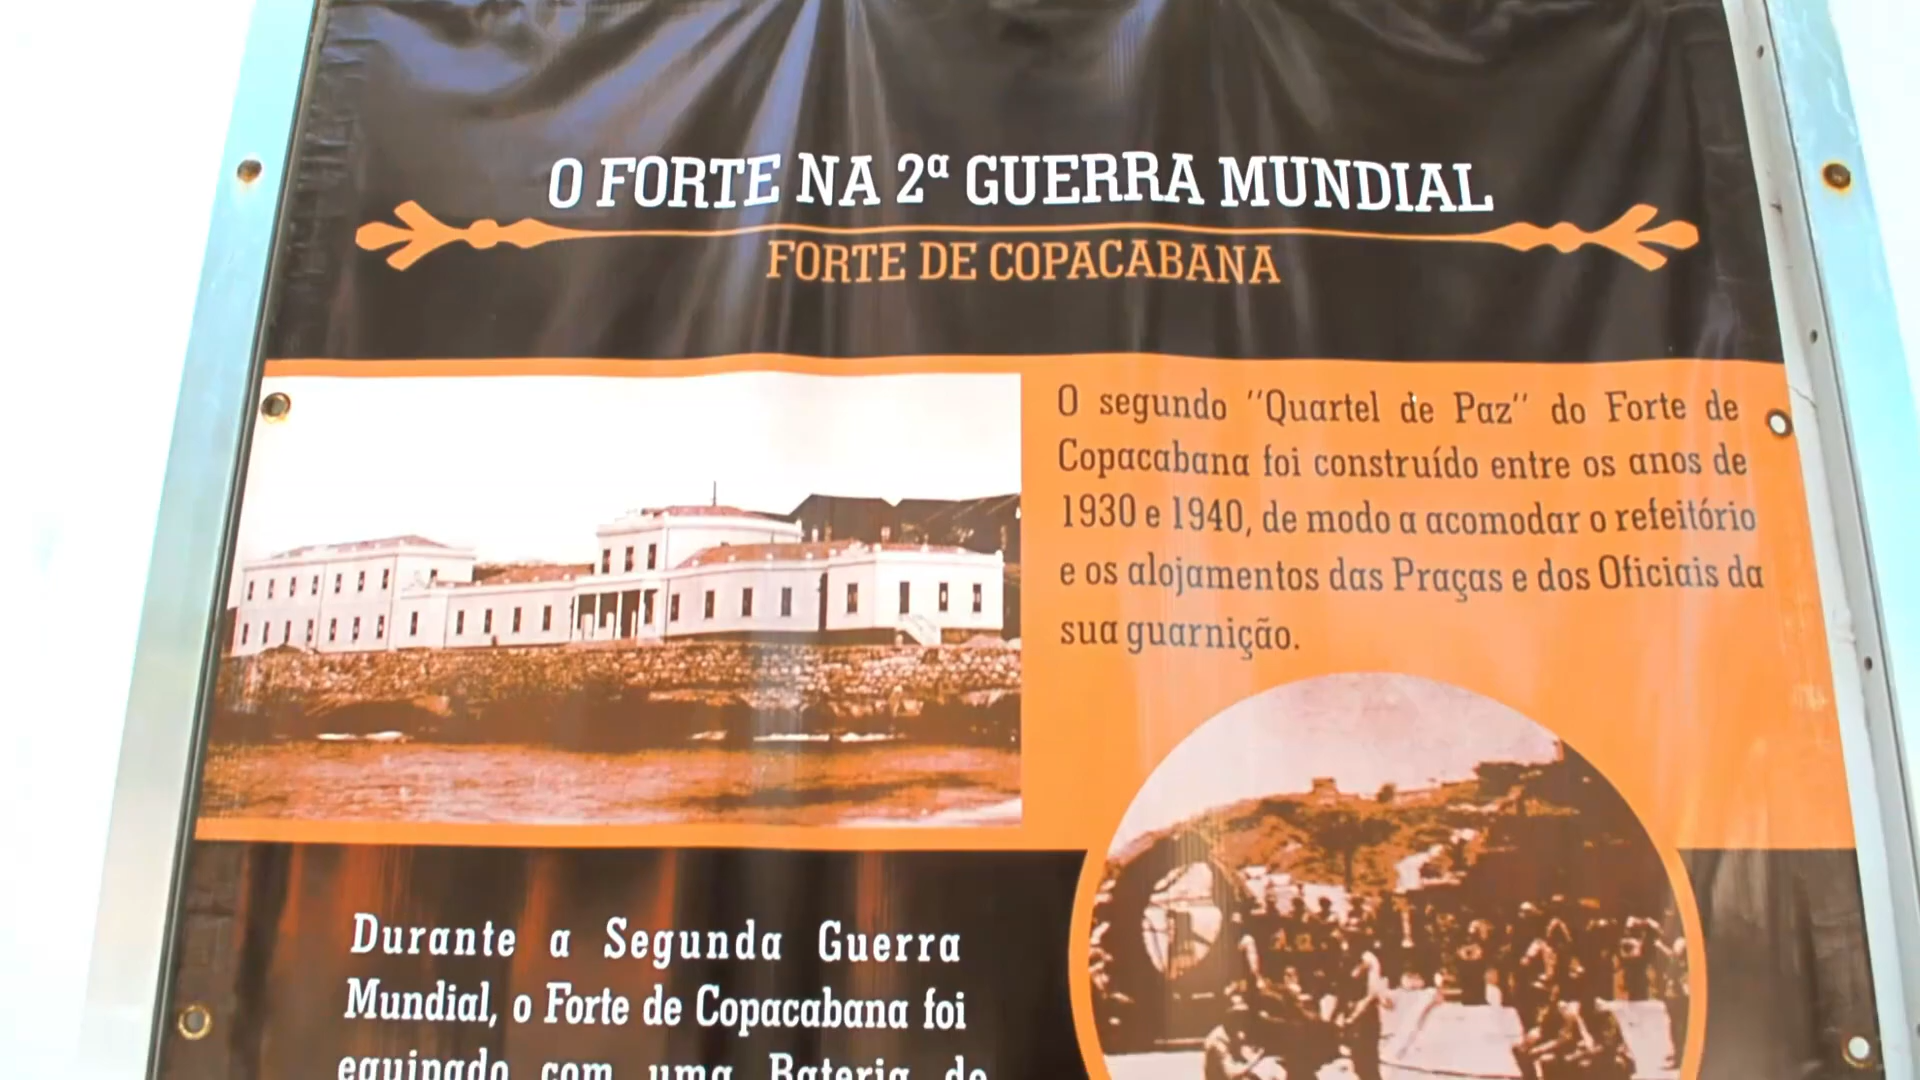 O FORTE NA 2ª GUERRA MUNDIAL
FORTE DE COPACABANA
O segundo "Quartel de Paz" do Forte de
Copacabana foi construído entre os anos de
1930 e 1940, de modo a acomodar o refeitório
e os alojamentos das Praças e dos Oficiais da
sua guarnição.
Durante a Segunda Guerra
Mundial, o Forte de Copacabana foi
equipado com uma Bateria de